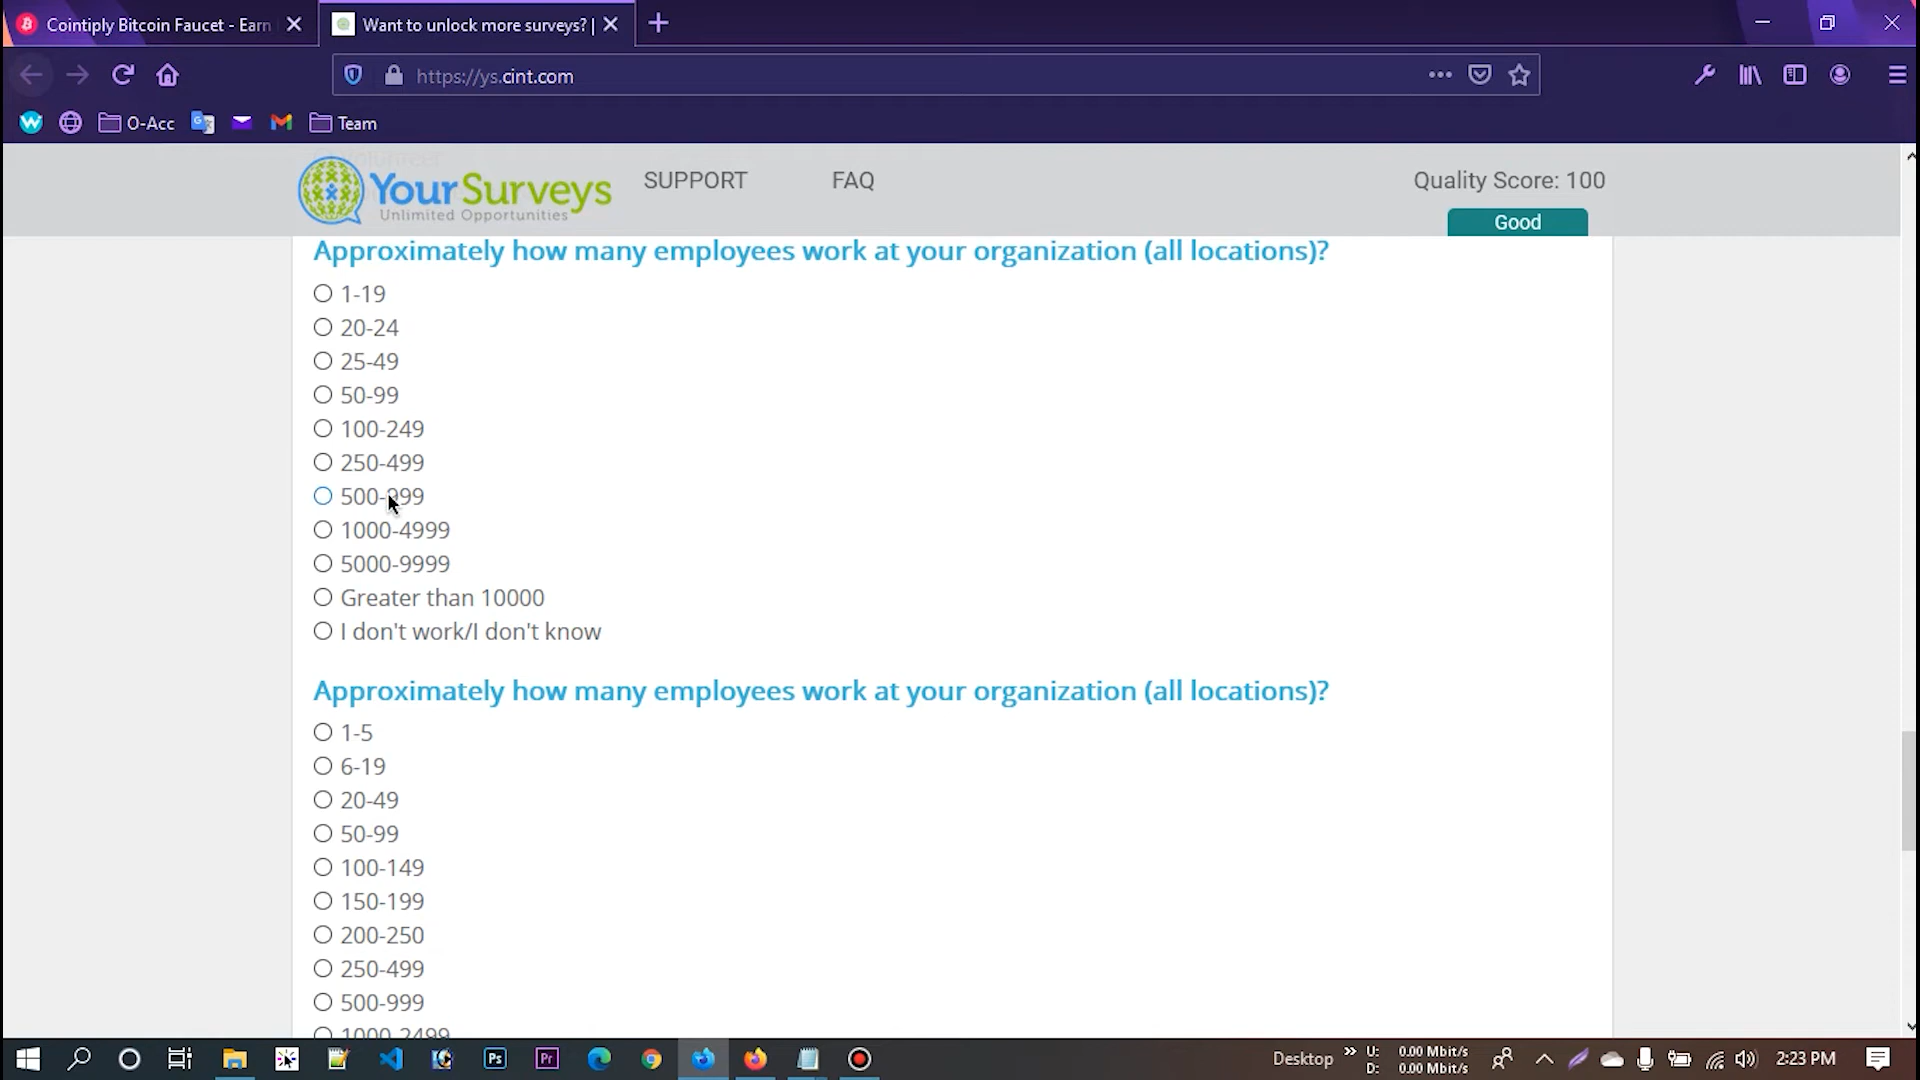 Cointiply Bitcoin Faucet - Earn
Want to unlock more surveys? |
https://ys.cint.com
O-Acc
Team
YourSurveys
Unlimited Opportunities
SUPPORT
FAQ
Quality Score: 100
Good
Approximately how many employees work at your organization (all locations)?
1-19
20-24
25-49
50-99
100-249
250-499
500-999
1000-4999
5000-9999
Greater than 10000
I don't work/I don't know
Approximately how many employees work at your organization (all locations)?
1-5
6-19
20-49
50-99
100-149
150-199
200-250
250-499
500-999
1000-2499
Ps
Pr
Desktop
U: 0.00 Mbit/s
D: 0.00 Mbit/s
2:23 PM